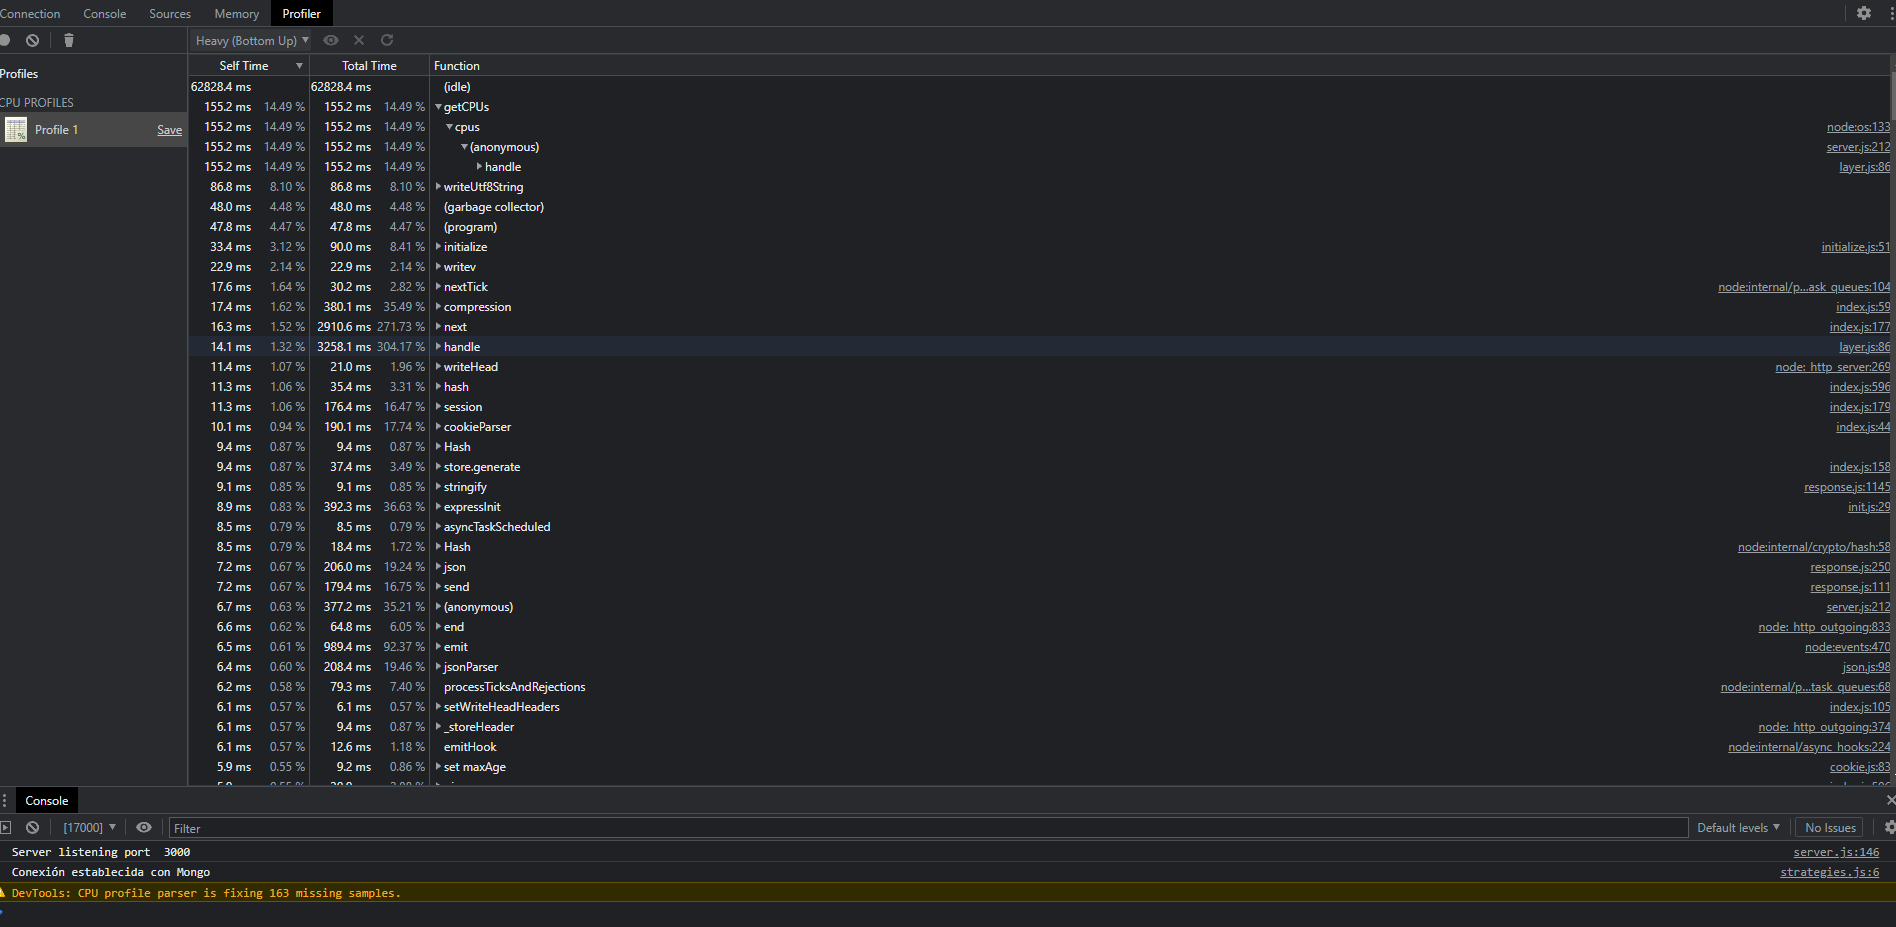 Connection Console Sources Memory Profiler
Heavy (Bottom Up)
Profiles
CPU PROFILES
Profile 1 Save
Self Time Total Time Function
62828.4 ms 62828.4 ms (idle)
155.2 ms 14.49 % 155.2 ms 14.49 % getCPUs
155.2 ms 14.49 % 155.2 ms 14.49 % cpus node:os:133
155.2 ms 14.49 % 155.2 ms 14.49 % (anonymous) server.js:212
155.2 ms 14.49 % 155.2 ms 14.49 % handle layer.js:86
86.8 ms 8.10 % 86.8 ms 8.10 % writeUtf8String
48.0 ms 4.48 % 48.0 ms 4.48 % (garbage collector)
47.8 ms 4.47 % 47.8 ms 4.47 % (program)
33.4 ms 3.12 % 90.0 ms 8.41 % initialize initialize.js:51
22.9 ms 2.14 % 22.9 ms 2.14 % writev
17.6 ms 1.64 % 30.2 ms 2.82 % nextTick node:internal/p...ask_queues:104
17.4 ms 1.62 % 380.1 ms 35.49 % compression index.js:59
16.3 ms 1.52 % 2910.6 ms 271.73 % next index.js:177
14.1 ms 1.32 % 3258.1 ms 304.17 % handle layer.js:86
11.4 ms 1.07 % 21.0 ms 1.96 % writeHead node:_http_server:269
11.3 ms 1.06 % 35.4 ms 3.31 % hash index.js:596
11.3 ms 1.06 % 176.4 ms 16.47 % session index.js:179
10.1 ms 0.94 % 190.1 ms 17.74 % cookieParser index.js:44
9.4 ms 0.87 % 9.4 ms 0.87 % Hash
9.4 ms 0.87 % 37.4 ms 3.49 % store.generate index.js:158
9.1 ms 0.85 % 9.1 ms 0.85 % stringify response.js:1145
8.9 ms 0.83 % 392.3 ms 36.63 % expressInit init.js:29
8.5 ms 0.79 % 8.5 ms 0.79 % asyncTaskScheduled
8.5 ms 0.79 % 18.4 ms 1.72 % Hash node:internal/crypto/hash:58
7.2 ms 0.67 % 206.0 ms 19.24 % json response.js:250
7.2 ms 0.67 % 179.4 ms 16.75 % send response.js:111
6.7 ms 0.63 % 377.2 ms 35.21 % (anonymous) server.js:212
6.6 ms 0.62 % 64.8 ms 6.05 % end node:_http_outgoing:833
6.5 ms 0.61 % 989.4 ms 92.37 % emit node:events:470
6.4 ms 0.60 % 208.4 ms 19.46 % jsonParser json.js:98
6.2 ms 0.58 % 79.3 ms 7.40 % processTicksAndRejections node:internal/p...task_queues:68
6.1 ms 0.57 % 6.1 ms 0.57 % setWriteHeadHeaders index.js:105
6.1 ms 0.57 % 9.4 ms 0.87 % _storeHeader node:_http_outgoing:374
6.1 ms 0.57 % 12.6 ms 1.18 % emitHook node:internal/async_hooks:224
5.9 ms 0.55 % 9.2 ms 0.86 % set maxAge cookie.js:83
Console
[17000] Filter Default levels No Issues
Server listening port 3000 server.js:146
Conexión establecida con Mongo strategies.js:6
DevTools: CPU profile parser is fixing 163 missing samples.